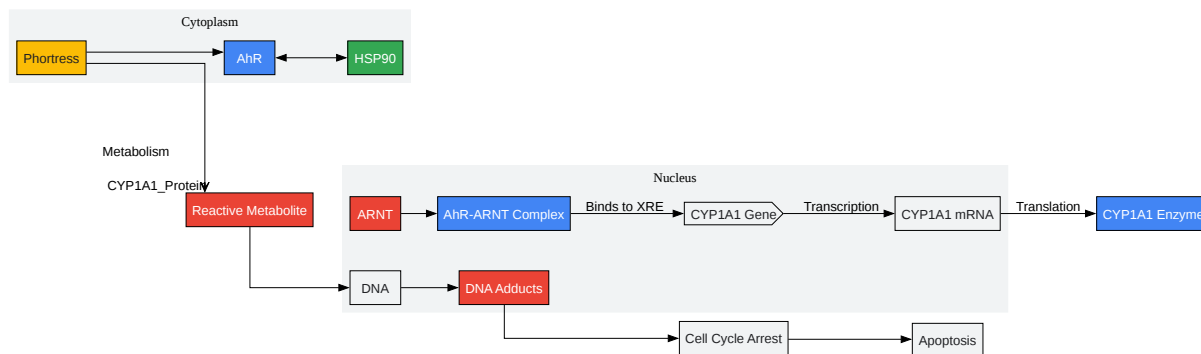 Cytoplasm
Phortress
AhR
HSP90
Metabolism
CYP1A1_Protein
Reactive Metabolite
Nucleus
ARNT
AhR-ARNT Complex
Binds to XRE
CYP1A1 Gene
Transcription
CYP1A1 mRNA
Translation
CYP1A1 Enzyme
DNA
DNA Adducts
Cell Cycle Arrest
Apoptosis